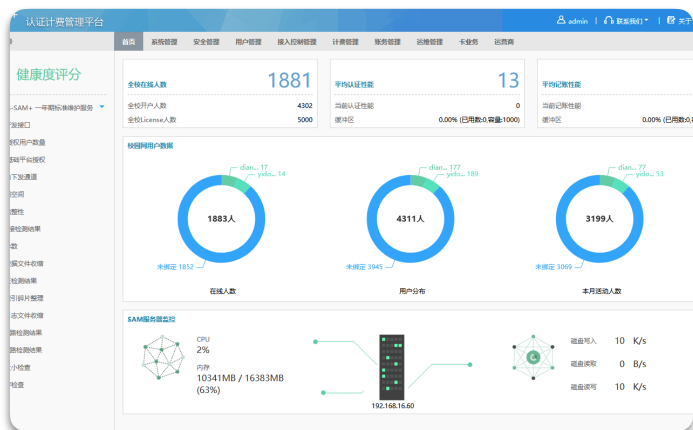 认证计费管理平台
admin | 联系我们 | 关于
首页 系统管理 安全管理 用户管理 接入控制管理 计费管理 账务管理 运维管理 卡业务 运营商
健康度评分
-SAM+ 一年期标准维护服务
发接口
授权用户数量
基础平台授权
下发通道
空间
整性
接检测结果
数
据文件收缩
检测结果
引碎片整理
志文件收缩
路检测结果
路检测结果
小检查
检查
全校在线人数 1881
全校开户人数 4302
全校License人数 5000
平均认证性能 13
当前认证性能 0
缓冲区 0.00% (已用数:0,容量:1000)
平均记账性能
当前记账性能
缓冲区 0.00% (已用数:0,
校园网用户数据
dian... 17
yido... 14
1883人
未绑定 1852
在线人数
dian... 177
yido... 189
4311人
未绑定 3945
用户分布
dian... 77
yido... 53
3199人
未绑定 3069
本月活动人数
SAM服务器监控
CPU
2%
内存
10341MB / 16383MB
(63%)
192.168.16.60
磁盘写入 10 K/s
磁盘读取 0 B/s
磁盘读写 10 K/s